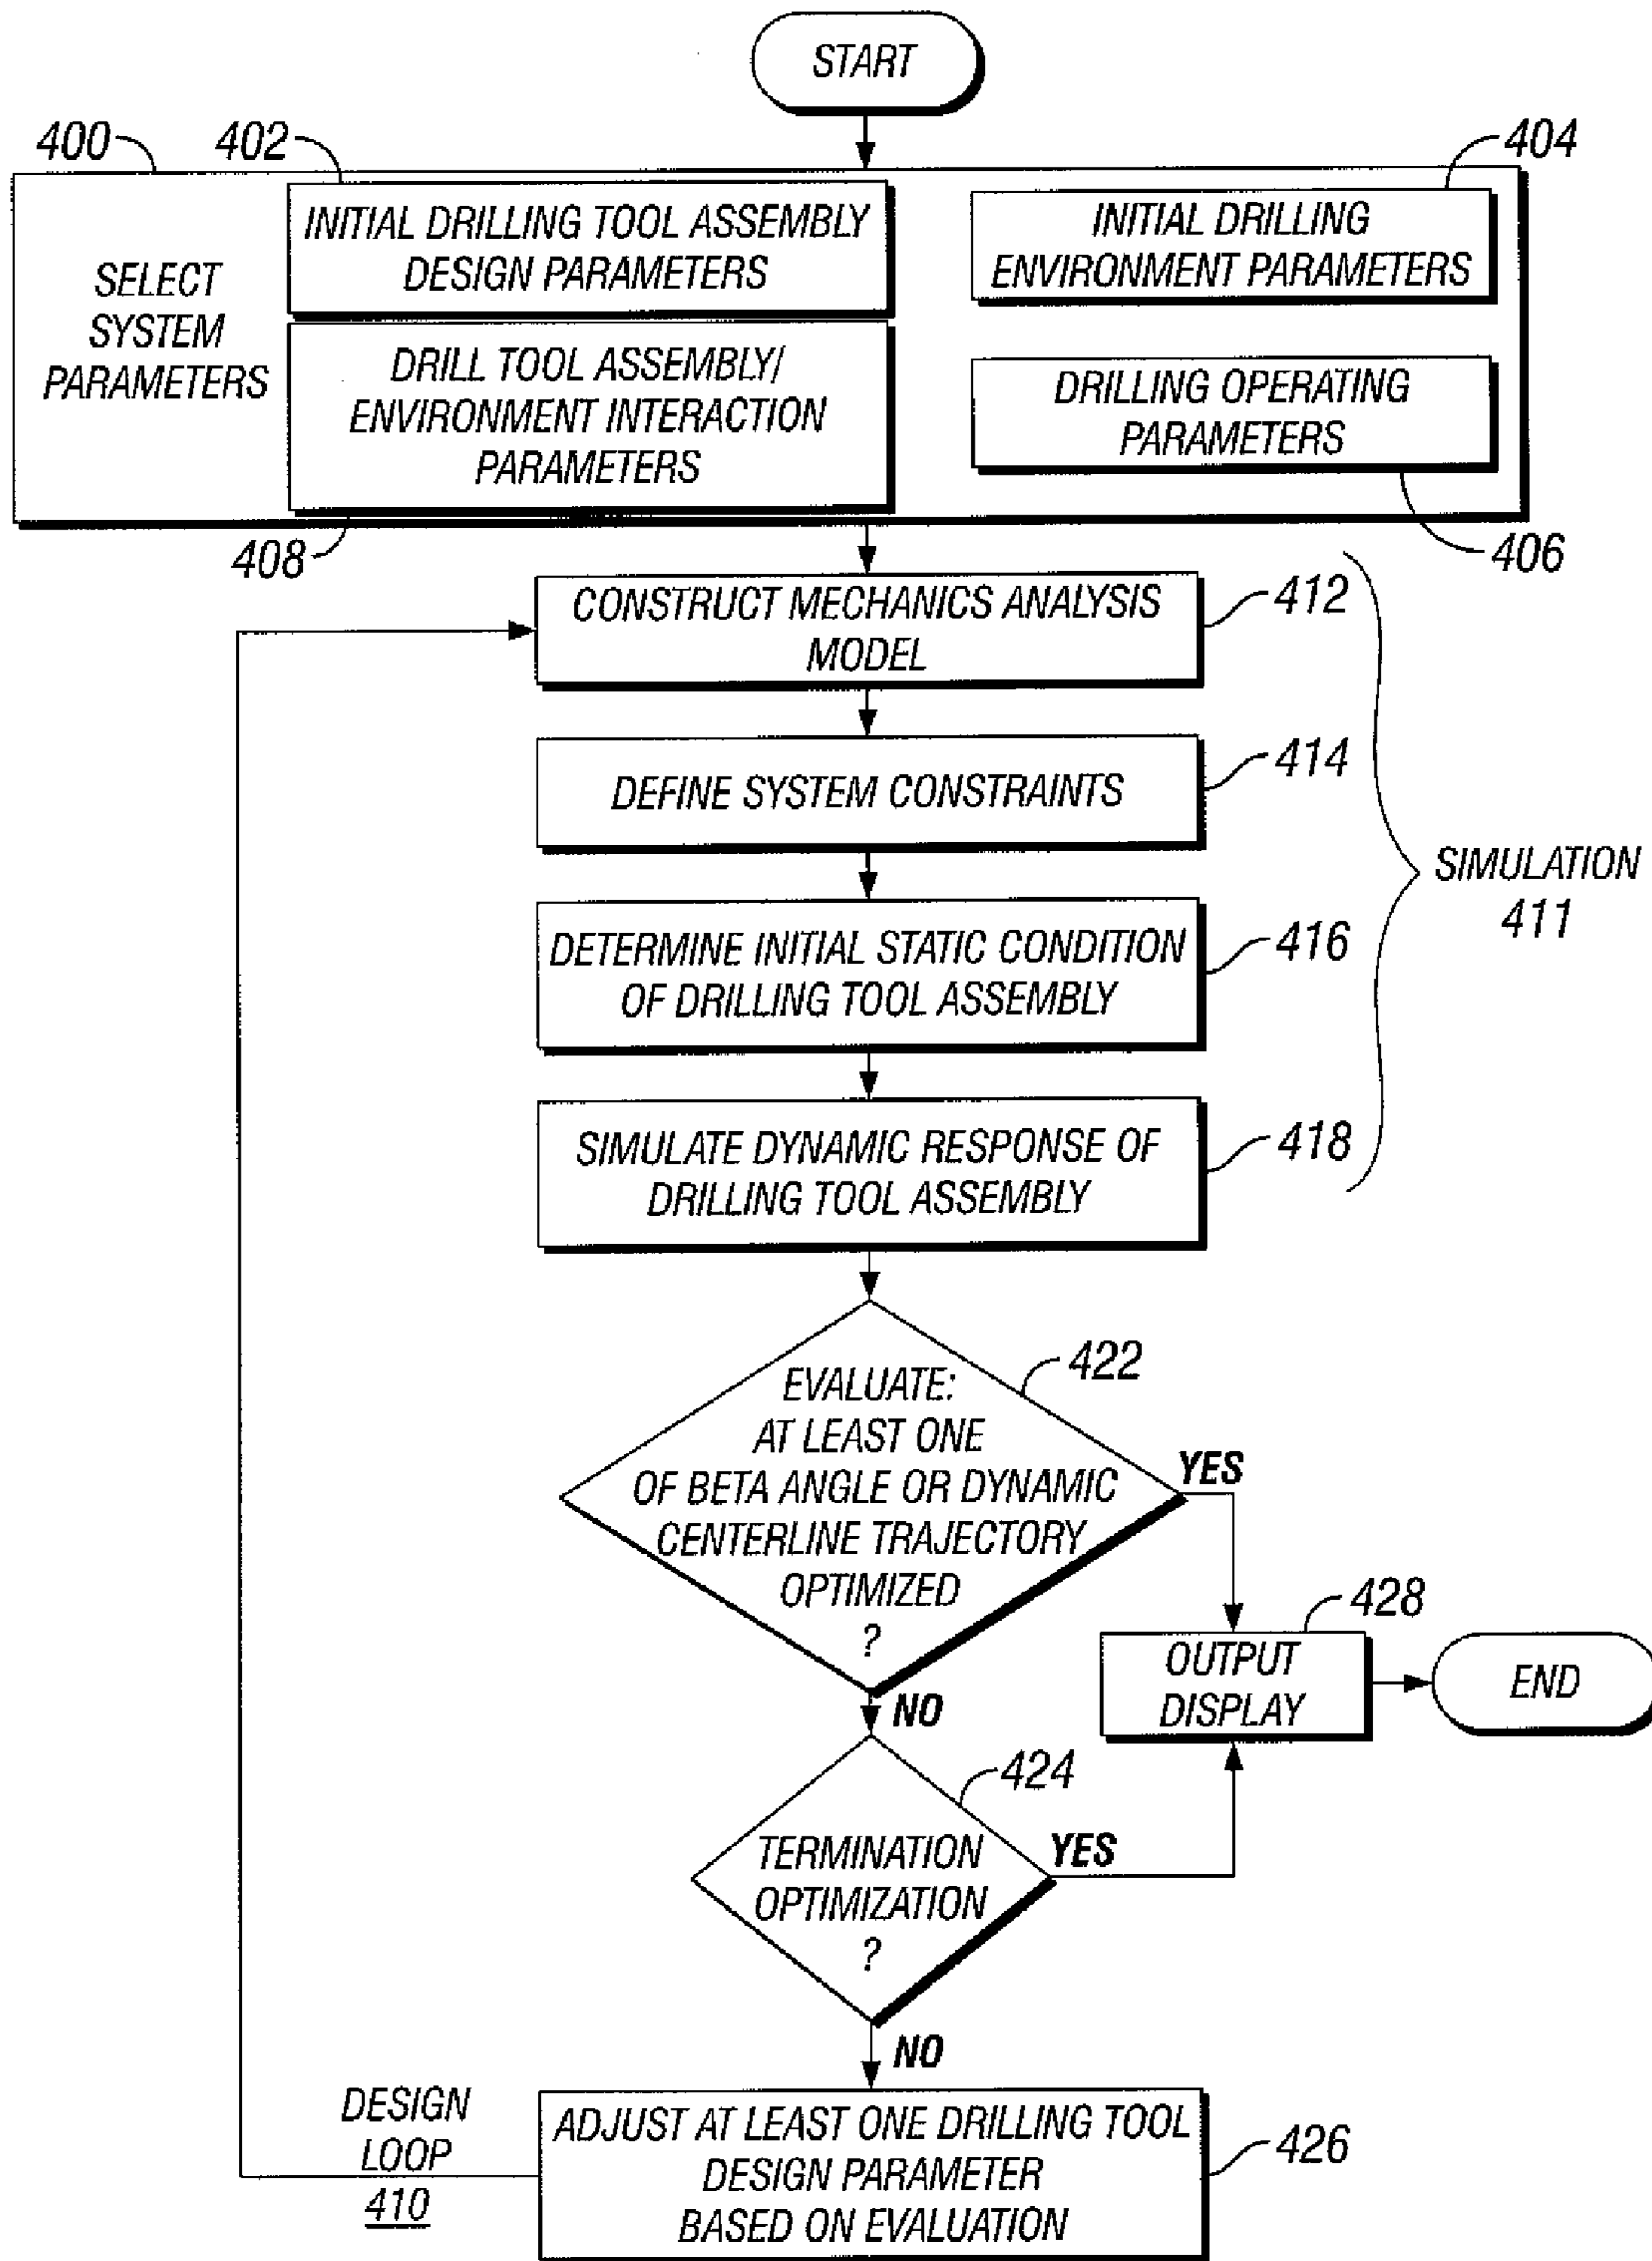 START
400
402
404
SELECT
SYSTEM
PARAMETERS
INITIAL DRILLING TOOL ASSEMBLY
DESIGN PARAMETERS
INITIAL DRILLING
ENVIRONMENT PARAMETERS
DRILL TOOL ASSEMBLY/
ENVIRONMENT INTERACTION
PARAMETERS
DRILLING OPERATING
PARAMETERS
408
406
CONSTRUCT MECHANICS ANALYSIS
MODEL
412
DEFINE SYSTEM CONSTRAINTS
414
SIMULATION
411
DETERMINE INITIAL STATIC CONDITION
OF DRILLING TOOL ASSEMBLY
416
SIMULATE DYNAMIC RESPONSE OF
DRILLING TOOL ASSEMBLY
418
EVALUATE:
AT LEAST ONE
OF BETA ANGLE OR DYNAMIC
CENTERLINE TRAJECTORY
OPTIMIZED
?
422
YES
NO
428
OUTPUT
DISPLAY
END
424
TERMINATION
OPTIMIZATION
?
YES
NO
DESIGN
LOOP
410
ADJUST AT LEAST ONE DRILLING TOOL
DESIGN PARAMETER
BASED ON EVALUATION
426